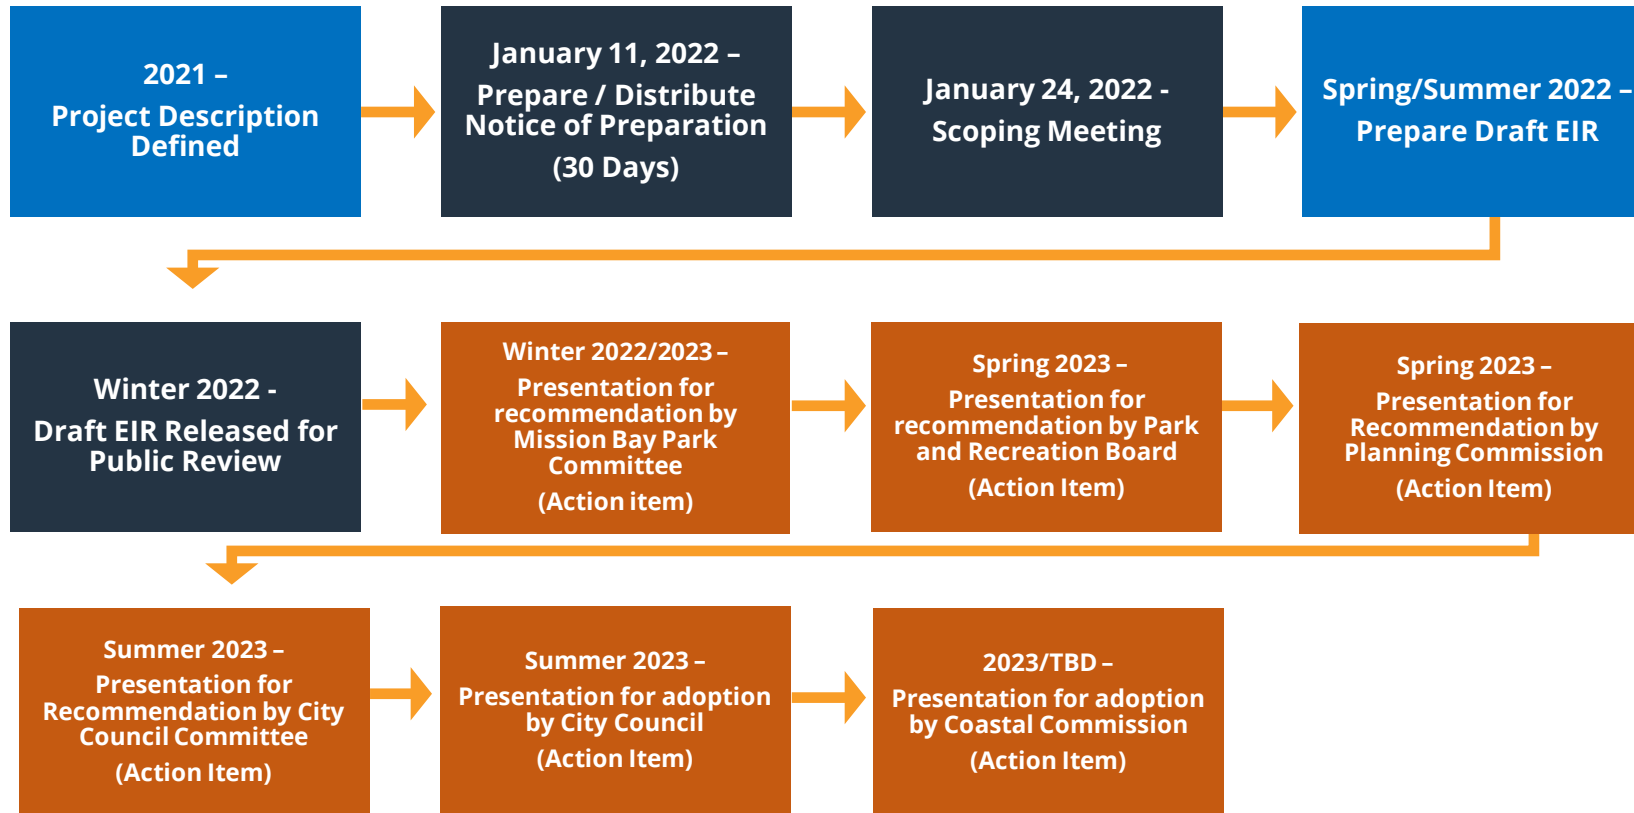 2021 –
Project Description
Defined
January 11, 2022 –
Prepare / Distribute
Notice of Preparation
(30 Days)
January 24, 2022 -
Scoping Meeting
Spring/Summer 2022 –
Prepare Draft EIR
Winter 2022 -
Draft EIR Released for
Public Review
Winter 2022/2023 –
Presentation for
recommendation by
Mission Bay Park
Committee
(Action item)
Spring 2023 –
Presentation for
recommendation by Park
and Recreation Board
(Action Item)
Spring 2023 –
Presentation for
Recommendation by
Planning Commission
(Action Item)
Summer 2023 –
Presentation for
Recommendation by City
Council Committee
(Action Item)
Summer 2023 –
Presentation for adoption
by City Council
(Action Item)
2023/TBD –
Presentation for adoption
by Coastal Commission
(Action Item)